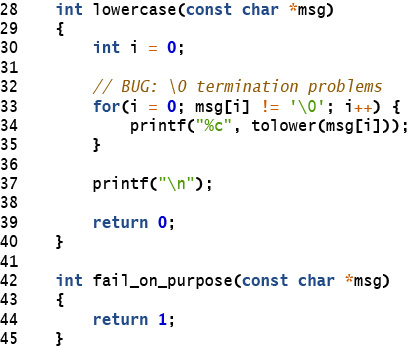 28 int lowercase(const char *msg)
29 {
30     int i = 0;
31
32     // BUG: \0 termination problems
33     for(i = 0; msg[i] != '\0'; i++) {
34         printf("%c", tolower(msg[i]));
35     }
36
37     printf("\n");
38
39     return 0;
40 }
41
42 int fail_on_purpose(const char *msg)
43 {
44     return 1;
45 }